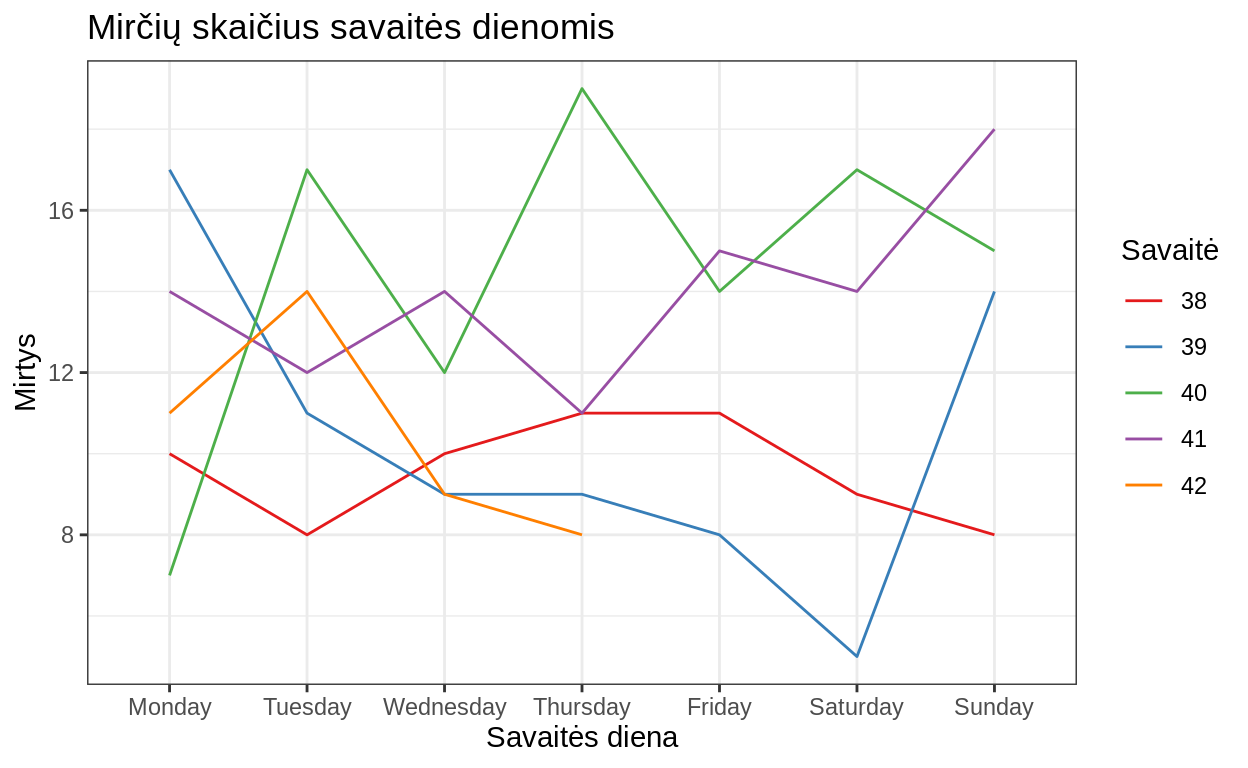 Mirčių skaičius savaitės dienomis
Mirtys
16
12
8
Monday Tuesday Wednesday Thursday Friday Saturday Sunday
Savaitės diena
Savaitė
38
39
40
41
42